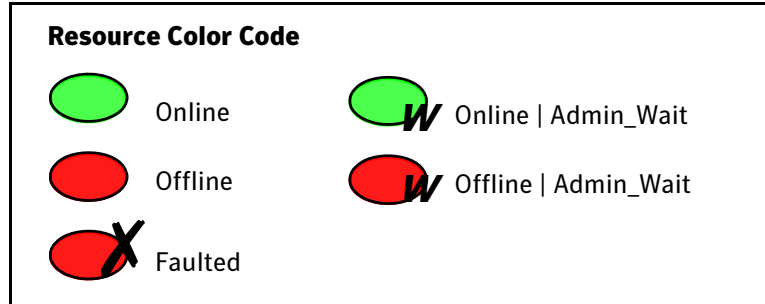 Resource Color Code
Online
W Online | Admin_Wait
Offline
W Offline | Admin_Wait
X Faulted